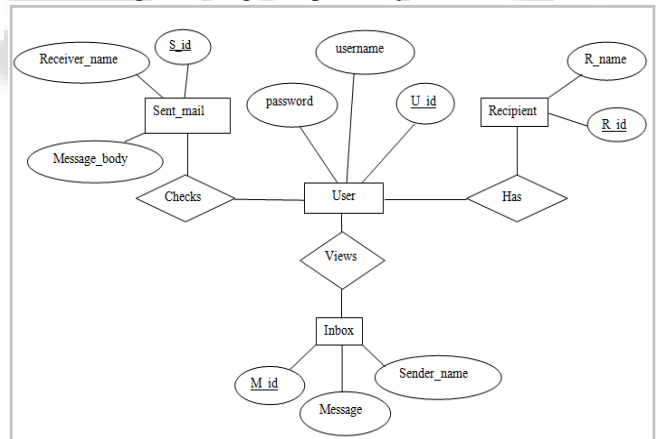 username
Receiver_name
S_id
R_name
password
U_id
Sent_mail
Recipient
R_id
Message_body
Checks
User
Has
Views
Inbox
M_id
Sender_name
Message